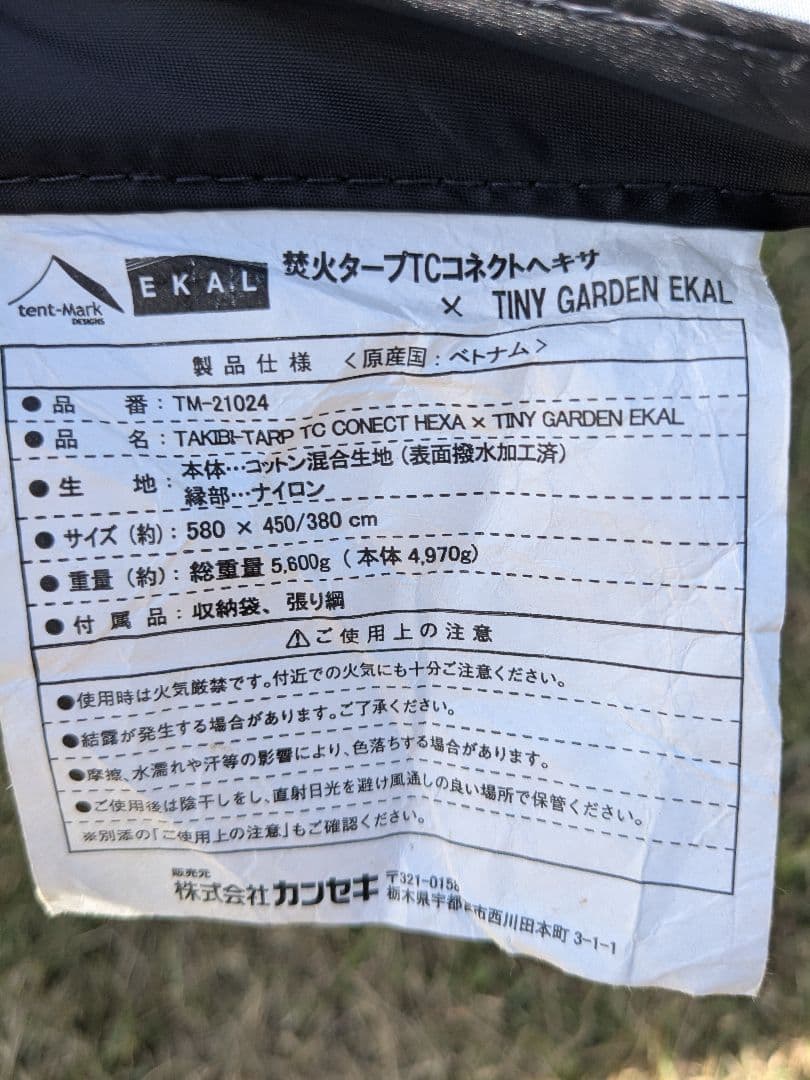 tent-Mark
DESIGNS
EKAL
焚火タープTCコネクトヘキサ
× TINY GARDEN EKAL
製品仕様 <原産国:ベトナム>
●品番:TM-21024
●品名:TAKIBI-TARP TC CONECT HEXA × TINY GARDEN EKAL
●生地:本体…コットン混合生地(表面撥水加工済)
縁部…ナイロン
●サイズ(約):580 × 450/380 cm
●重量(約):総重量 5,600g (本体 4,970g)
●付属品:収納袋、張り綱
⚠ご使用上の注意
●使用時は火気厳禁です。付近での火気にも十分ご注意ください。
●結露が発生する場合があります。ご了承ください。
●摩擦、水濡れや汗等の影響により、色落ちする場合があります。
●ご使用後は陰干しをし、直射日光を避け風通しの良い場所で保管ください。
※別添の「ご使用上の注意」もご確認ください。
販売元
株式会社カンセキ
〒321-0158
栃木県宇都宮市西川田本町 3-1-1